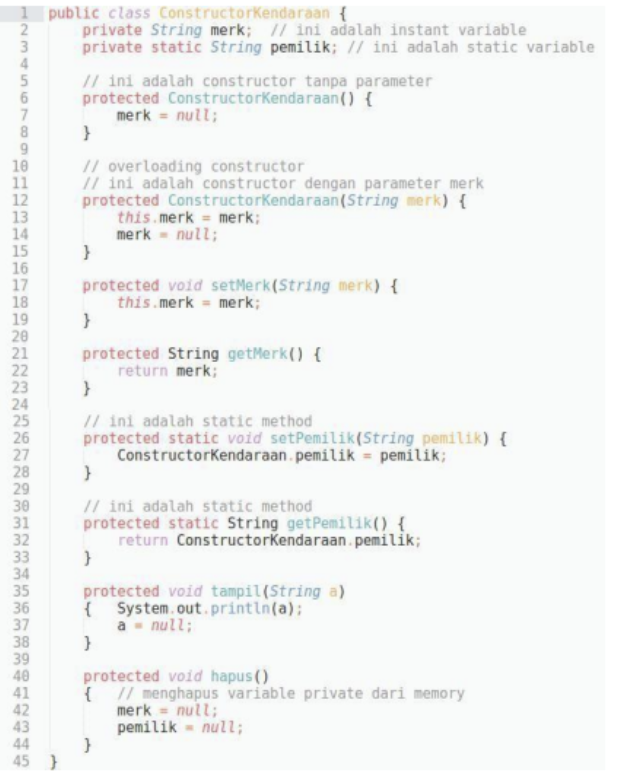 1 public class ConstructorKendaraan {
2     private String merk;  // ini adalah instant variable
3     private static String pemilik; // ini adalah static variable
4
5     // ini adalah constructor tanpa parameter
6     protected ConstructorKendaraan() {
7         merk = null;
8     }
9
10     // overloading constructor
11     // ini adalah constructor dengan parameter merk
12     protected ConstructorKendaraan(String merk) {
13         this.merk = merk;
14         merk = null;
15     }
16
17     protected void setMerk(String merk) {
18         this.merk = merk;
19     }
20
21     protected String getMerk() {
22         return merk;
23     }
24
25     // ini adalah static method
26     protected static void setPemilik(String pemilik) {
27         ConstructorKendaraan.pemilik = pemilik;
28     }
29
30     // ini adalah static method
31     protected static String getPemilik() {
32         return ConstructorKendaraan.pemilik;
33     }
34
35     protected void tampil(String a)
36     {   System.out.println(a);
37         a = null;
38     }
39
40     protected void hapus()
41     {   // menghapus variable private dari memory
42         merk = null;
43         pemilik = null;
44     }
45 }